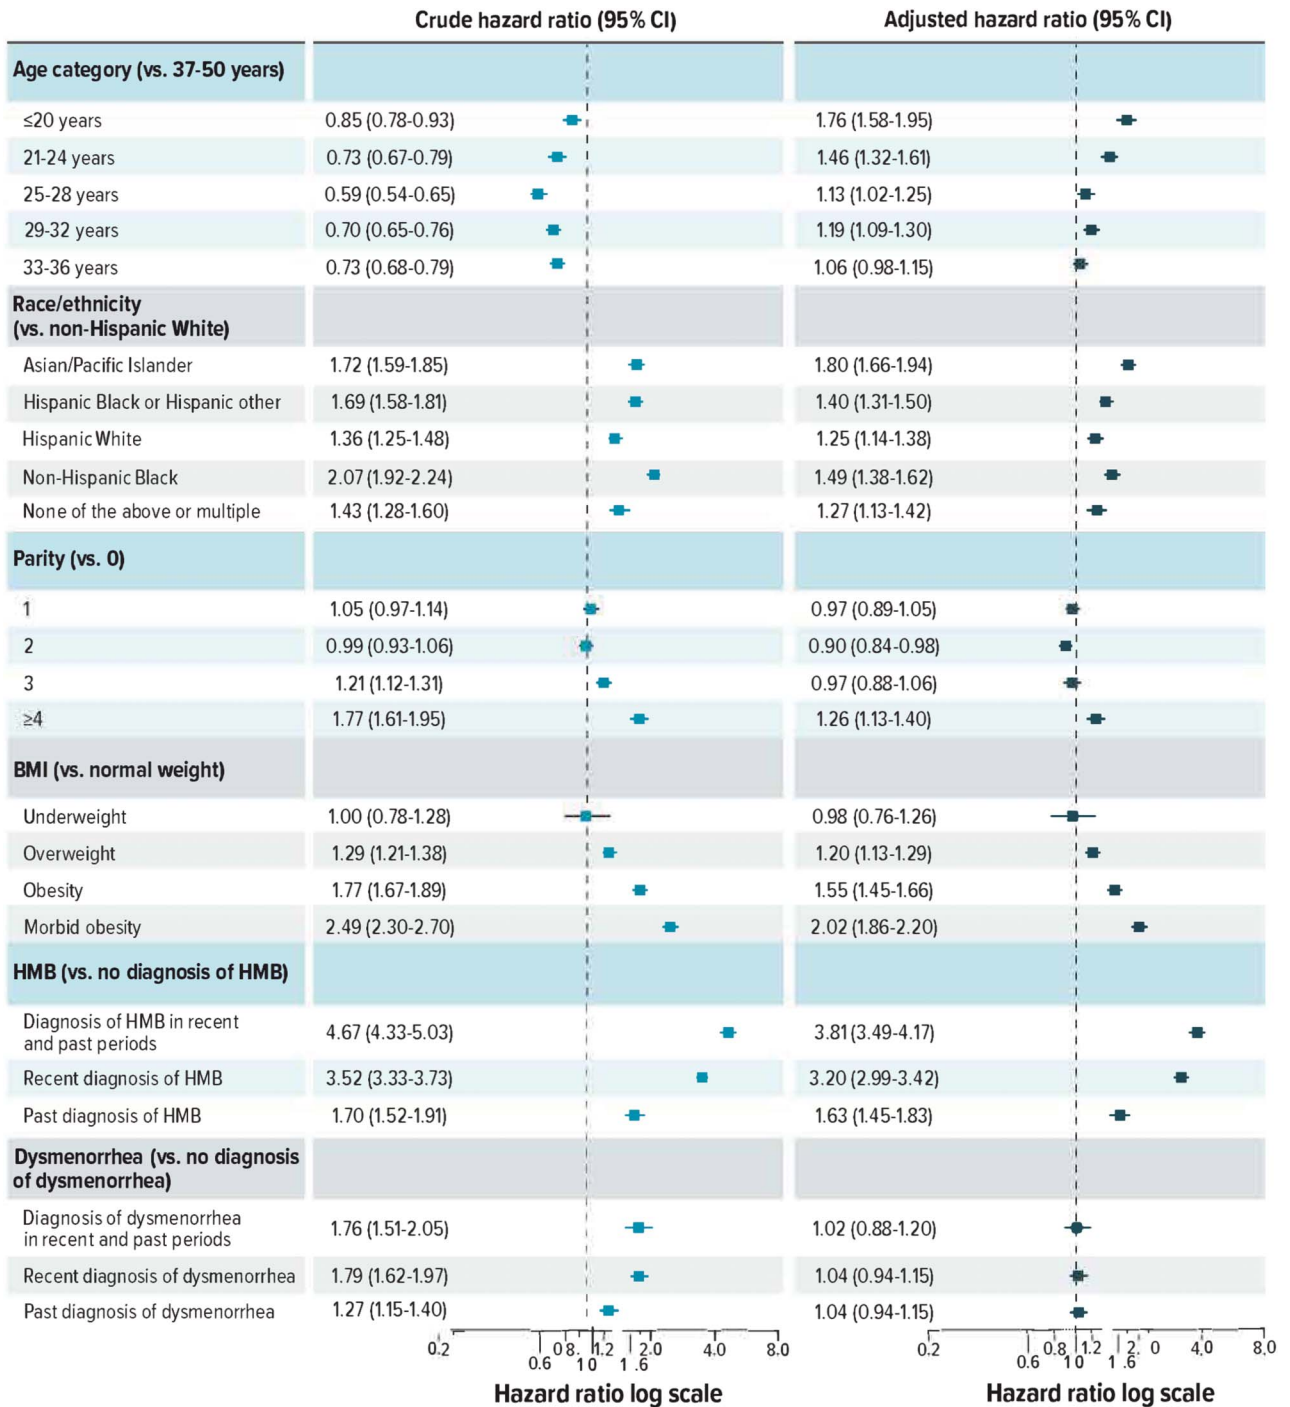 Crude hazard ratio (95% CI) Adjusted hazard ratio (95% CI)
Age category (vs. 37-50 years)
≤20 years 0.85 (0.78-0.93) 1.76 (1.58-1.95)
21-24 years 0.73 (0.67-0.79) 1.46 (1.32-1.61)
25-28 years 0.59 (0.54-0.65) 1.13 (1.02-1.25)
29-32 years 0.70 (0.65-0.76) 1.19 (1.09-1.30)
33-36 years 0.73 (0.68-0.79) 1.06 (0.98-1.15)
Race/ethnicity
(vs. non-Hispanic White)
Asian/Pacific Islander 1.72 (1.59-1.85) 1.80 (1.66-1.94)
Hispanic Black or Hispanic other 1.69 (1.58-1.81) 1.40 (1.31-1.50)
Hispanic White 1.36 (1.25-1.48) 1.25 (1.14-1.38)
Non-Hispanic Black 2.07 (1.92-2.24) 1.49 (1.38-1.62)
None of the above or multiple 1.43 (1.28-1.60) 1.27 (1.13-1.42)
Parity (vs. 0)
1 1.05 (0.97-1.14) 0.97 (0.89-1.05)
2 0.99 (0.93-1.06) 0.90 (0.84-0.98)
3 1.21 (1.12-1.31) 0.97 (0.88-1.06)
≥4 1.77 (1.61-1.95) 1.26 (1.13-1.40)
BMI (vs. normal weight)
Underweight 1.00 (0.78-1.28) 0.98 (0.76-1.26)
Overweight 1.29 (1.21-1.38) 1.20 (1.13-1.29)
Obesity 1.77 (1.67-1.89) 1.55 (1.45-1.66)
Morbid obesity 2.49 (2.30-2.70) 2.02 (1.86-2.20)
HMB (vs. no diagnosis of HMB)
Diagnosis of HMB in recent
and past periods 4.67 (4.33-5.03) 3.81 (3.49-4.17)
Recent diagnosis of HMB 3.52 (3.33-3.73) 3.20 (2.99-3.42)
Past diagnosis of HMB 1.70 (1.52-1.91) 1.63 (1.45-1.83)
Dysmenorrhea (vs. no diagnosis
of dysmenorrhea)
Diagnosis of dysmenorrhea
in recent and past periods 1.76 (1.51-2.05) 1.02 (0.88-1.20)
Recent diagnosis of dysmenorrhea 1.79 (1.62-1.97) 1.04 (0.94-1.15)
Past diagnosis of dysmenorrhea 1.27 (1.15-1.40) 1.04 (0.94-1.15)
0.2 08. 1.2 2.0 4.0 8.0 0.2 0.8 1.2 2. 0 4.0 8.0
0.6 1 0 1 .6 0.6 1 0 1 .6
Hazard ratio log scale Hazard ratio log scale